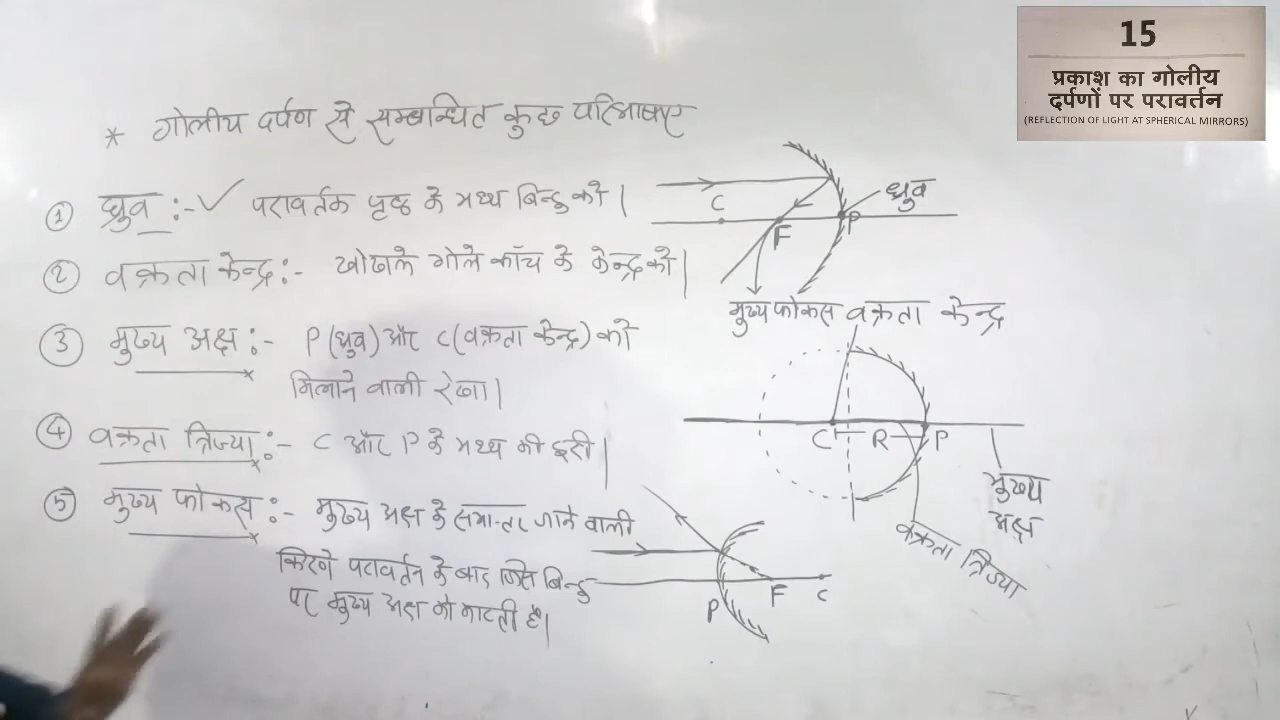 15
प्रकाश का गोलीय
दर्पणों पर परावर्तन
(REFLECTION OF LIGHT AT SPHERICAL MIRRORS)
* गोलीय दर्पण से सम्बन्धित कुछ परिभाषाए
① ध्रुव :- ✓ परावर्तक पृष्ठ के मध्य बिन्दु को।
② वक्रता केन्द्र :- खोखले गोले काँच के केन्द्र को।
③ मुख्य अक्ष :- P (ध्रुव) और C (वक्रता केन्द्र) को
मिलाने वाली रेखा।
④ वक्रता त्रिज्या :- C और P के मध्य की दूरी।
⑤ मुख्य फोकस :- मुख्य अक्ष के समान्तर जाने वाली
किरणे परावर्तन के बाद जिस बिन्दु
पर मुख्य अक्ष को काटती है।
C
F
P
ध्रुव
मुख्य फोकस
वक्रता केन्द्र
C
R
P
मुख्य
अक्ष
वक्रता त्रिज्या
P
F
C